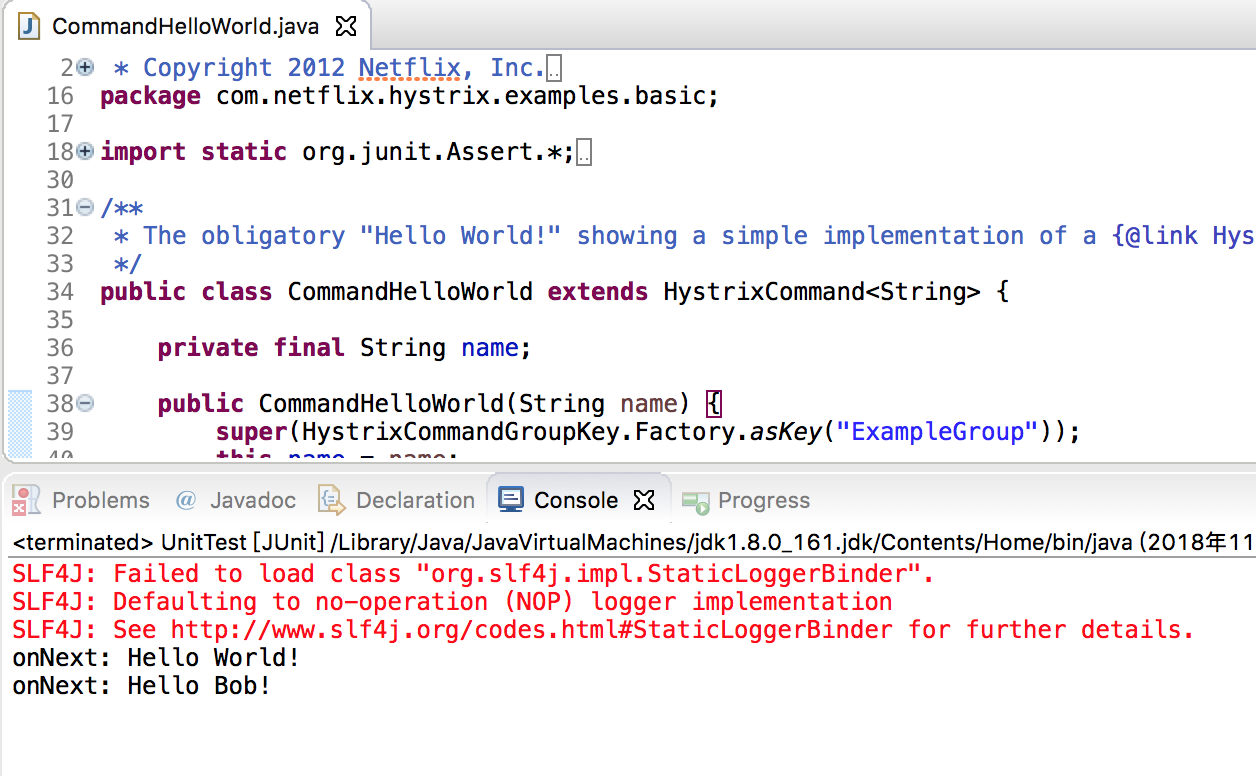 CommandHelloWorld.java
2 * Copyright 2012 Netflix, Inc.
16 package com.netflix.hystrix.examples.basic;
17
18 import static org.junit.Assert.*;
30
31 /**
32 * The obligatory "Hello World!" showing a simple implementation of a {@link Hys
33 */
34 public class CommandHelloWorld extends HystrixCommand<String> {
35
36 private final String name;
37
38 public CommandHelloWorld(String name) {
39 super(HystrixCommandGroupKey.Factory.asKey("ExampleGroup"));
40 this.name = name;
Problems @ Javadoc Declaration Console Progress
<terminated> UnitTest [JUnit] /Library/Java/JavaVirtualMachines/jdk1.8.0_161.jdk/Contents/Home/bin/java (2018年11
SLF4J: Failed to load class "org.slf4j.impl.StaticLoggerBinder".
SLF4J: Defaulting to no-operation (NOP) logger implementation
SLF4J: See http://www.slf4j.org/codes.html#StaticLoggerBinder for further details.
onNext: Hello World!
onNext: Hello Bob!